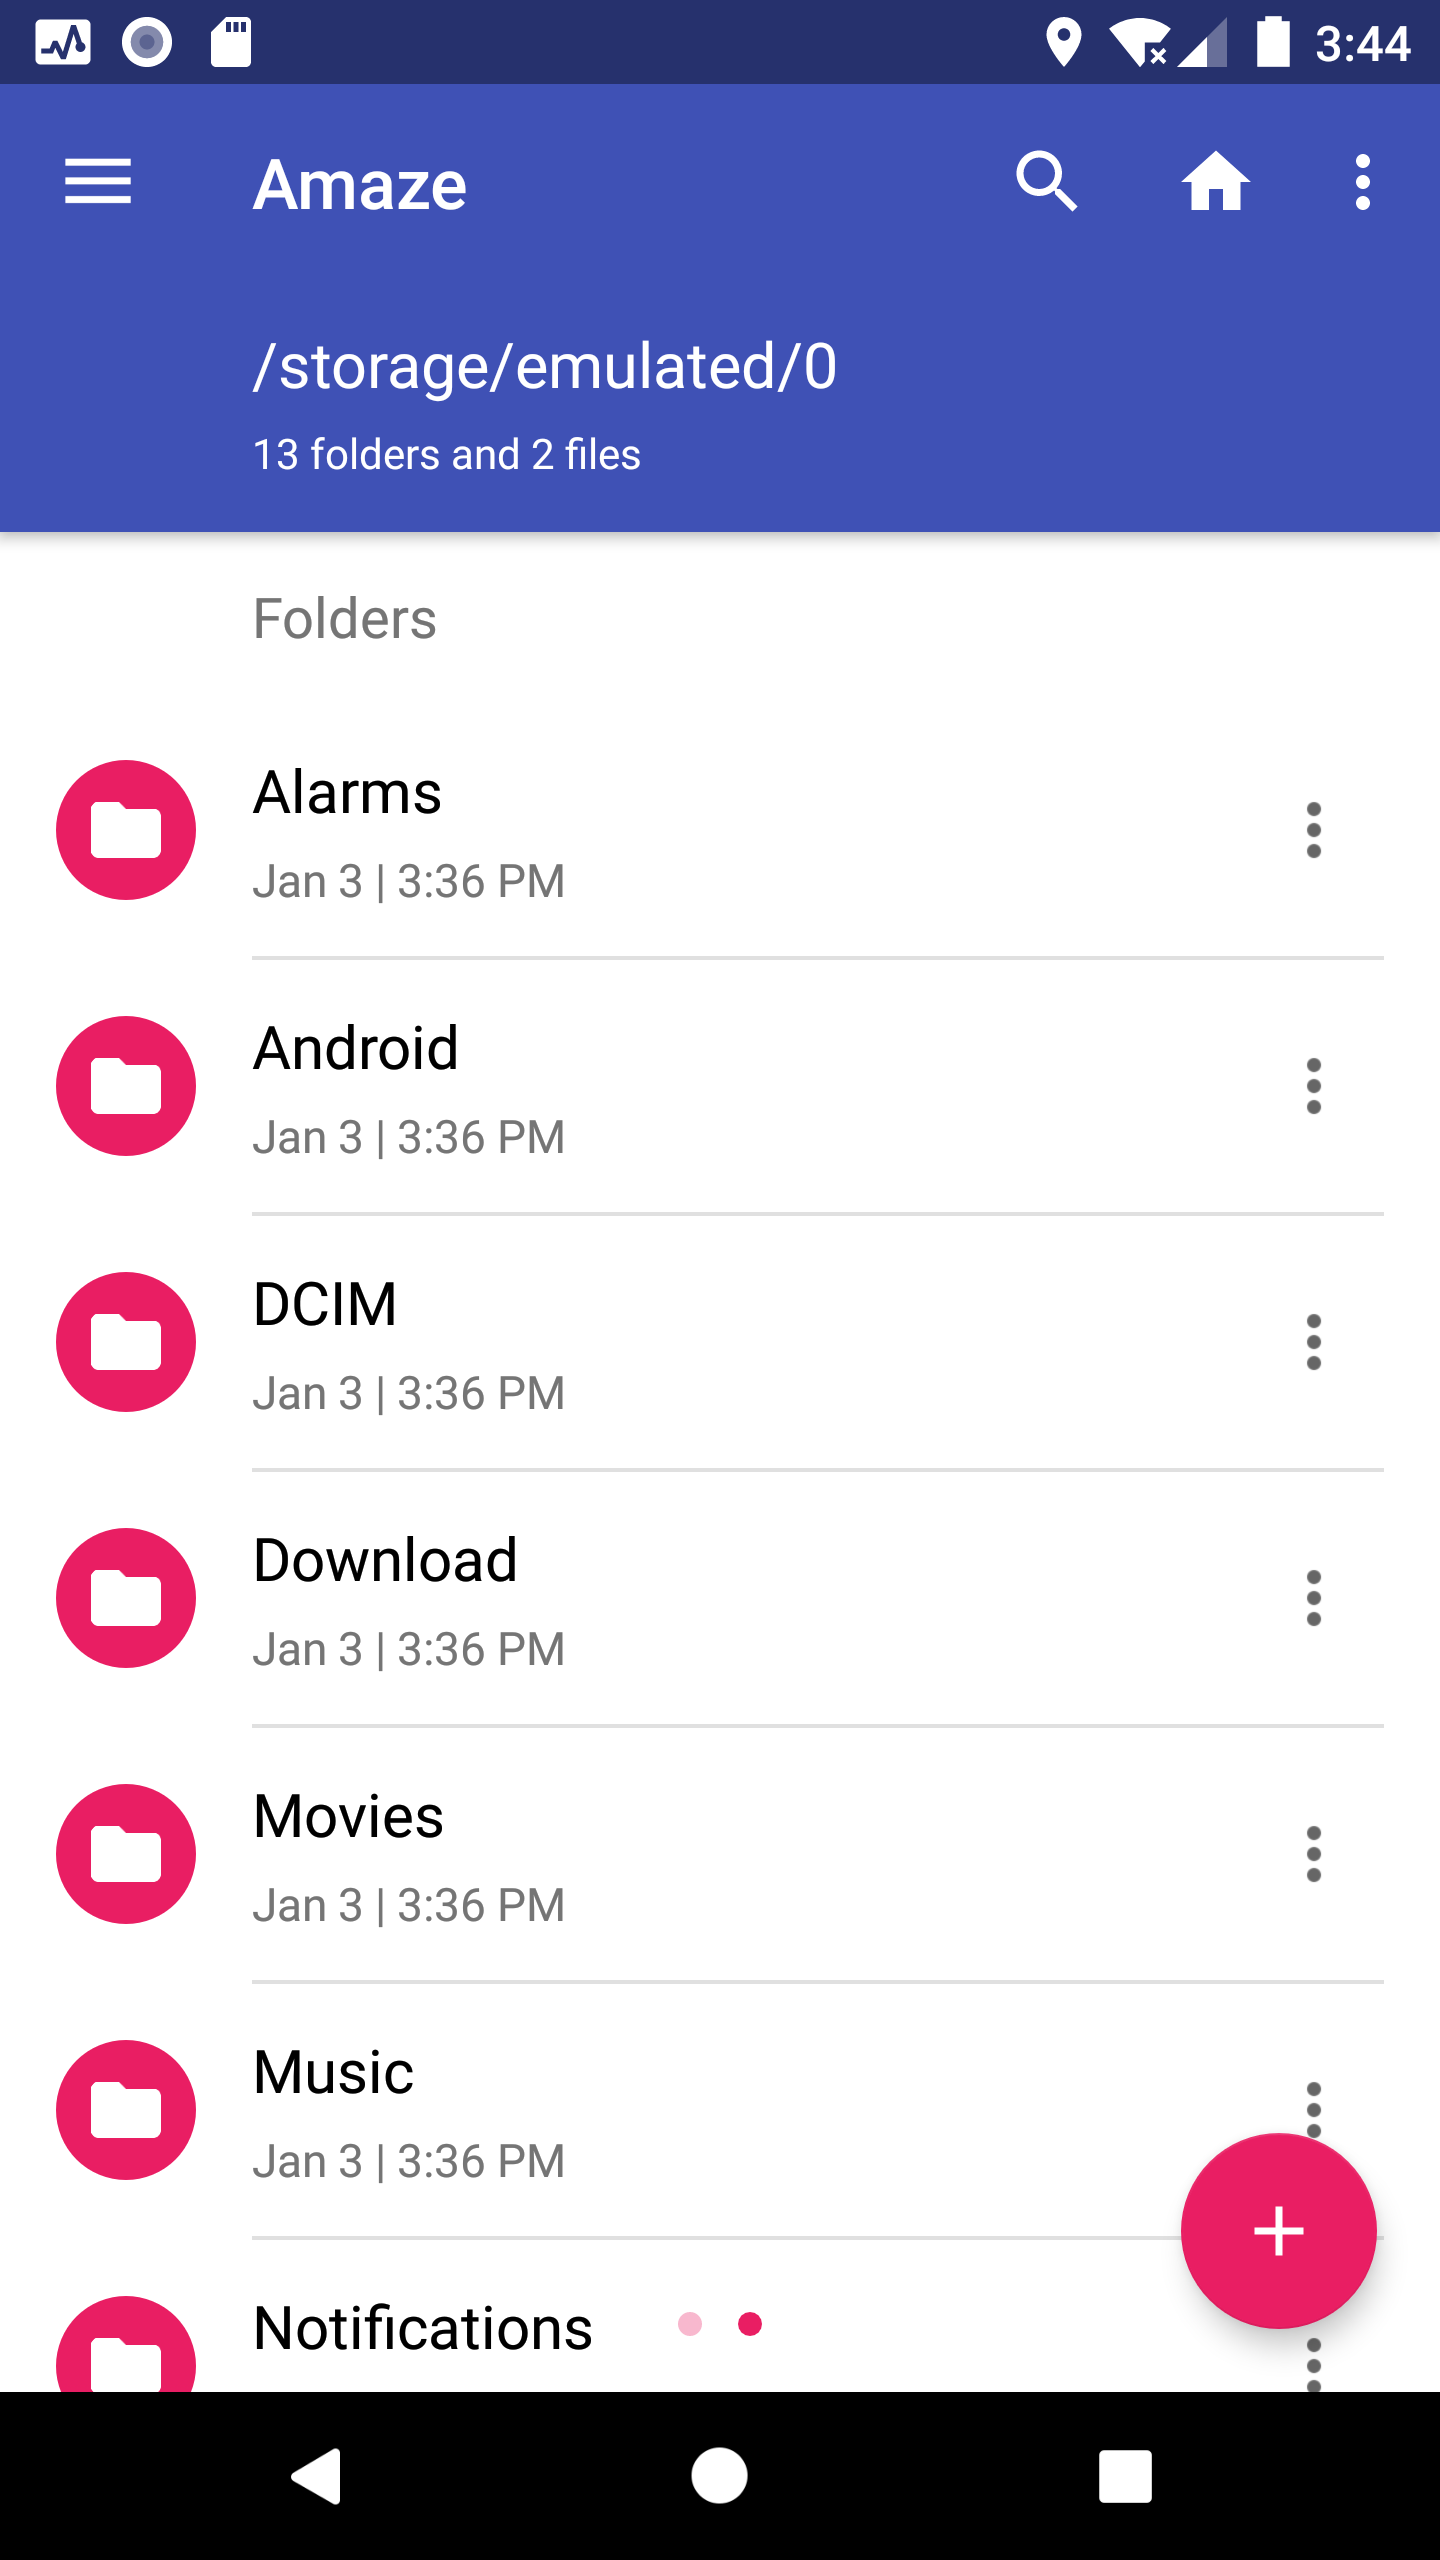 3:44
Amaze
/storage/emulated/0
13 folders and 2 files
Folders
Alarms
Jan 3 | 3:36 PM
Android
Jan 3 | 3:36 PM
DCIM
Jan 3 | 3:36 PM
Download
Jan 3 | 3:36 PM
Movies
Jan 3 | 3:36 PM
Music
Jan 3 | 3:36 PM
Notifications